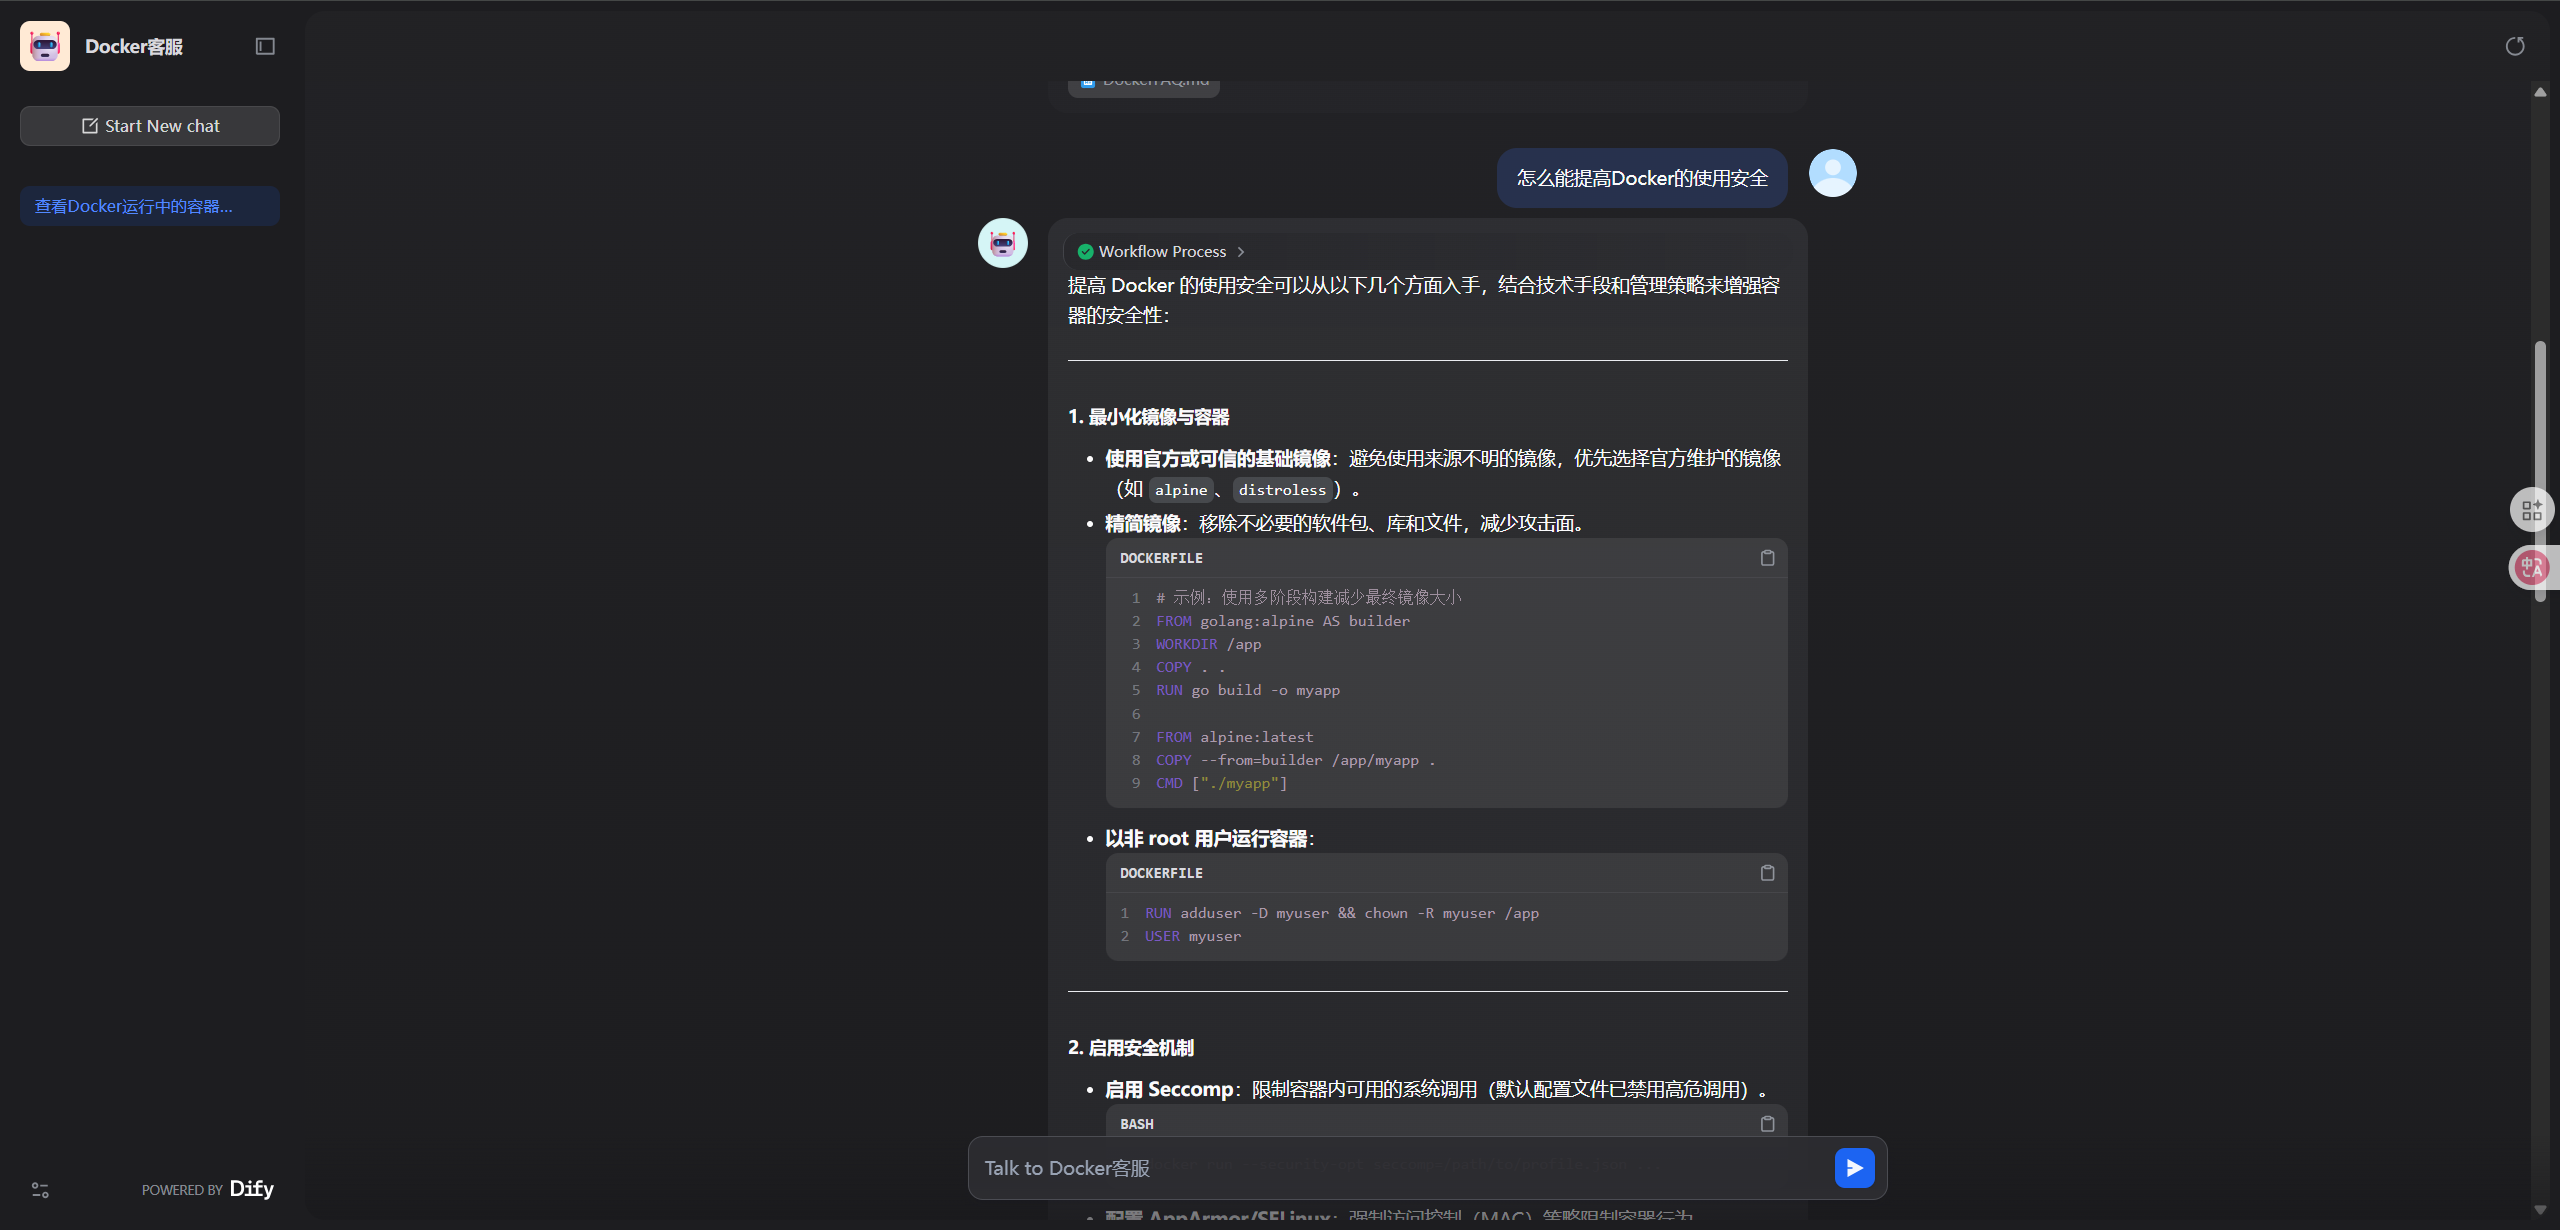 Docker客服
Start New chat
查看Docker运行中的容器...
DockerFAQ.md
怎么能提高Docker的使用安全
Workflow Process
提高 Docker 的使用安全可以从以下几个方面入手，结合技术手段和管理策略来增强容
器的安全性：
1. 最小化镜像与容器
• 使用官方或可信的基础镜像：避免使用来源不明的镜像，优先选择官方维护的镜像
（如 alpine、distroless）。
• 精简镜像：移除不必要的软件包、库和文件，减少攻击面。
DOCKERFILE
1 # 示例：使用多阶段构建减少最终镜像大小
2 FROM golang:alpine AS builder
3 WORKDIR /app
4 COPY . .
5 RUN go build -o myapp
6
7 FROM alpine:latest
8 COPY --from=builder /app/myapp .
9 CMD ["./myapp"]
• 以非 root 用户运行容器：
DOCKERFILE
1 RUN adduser -D myuser && chown -R myuser /app
2 USER myuser
2. 启用安全机制
• 启用 Seccomp：限制容器内可用的系统调用（默认配置文件已禁用高危调用）。
BASH
Talk to Docker客服
• 配置 AppArmor/SELinux：强制访问控制（MAC）策略限制容器行为
POWERED BY Dify